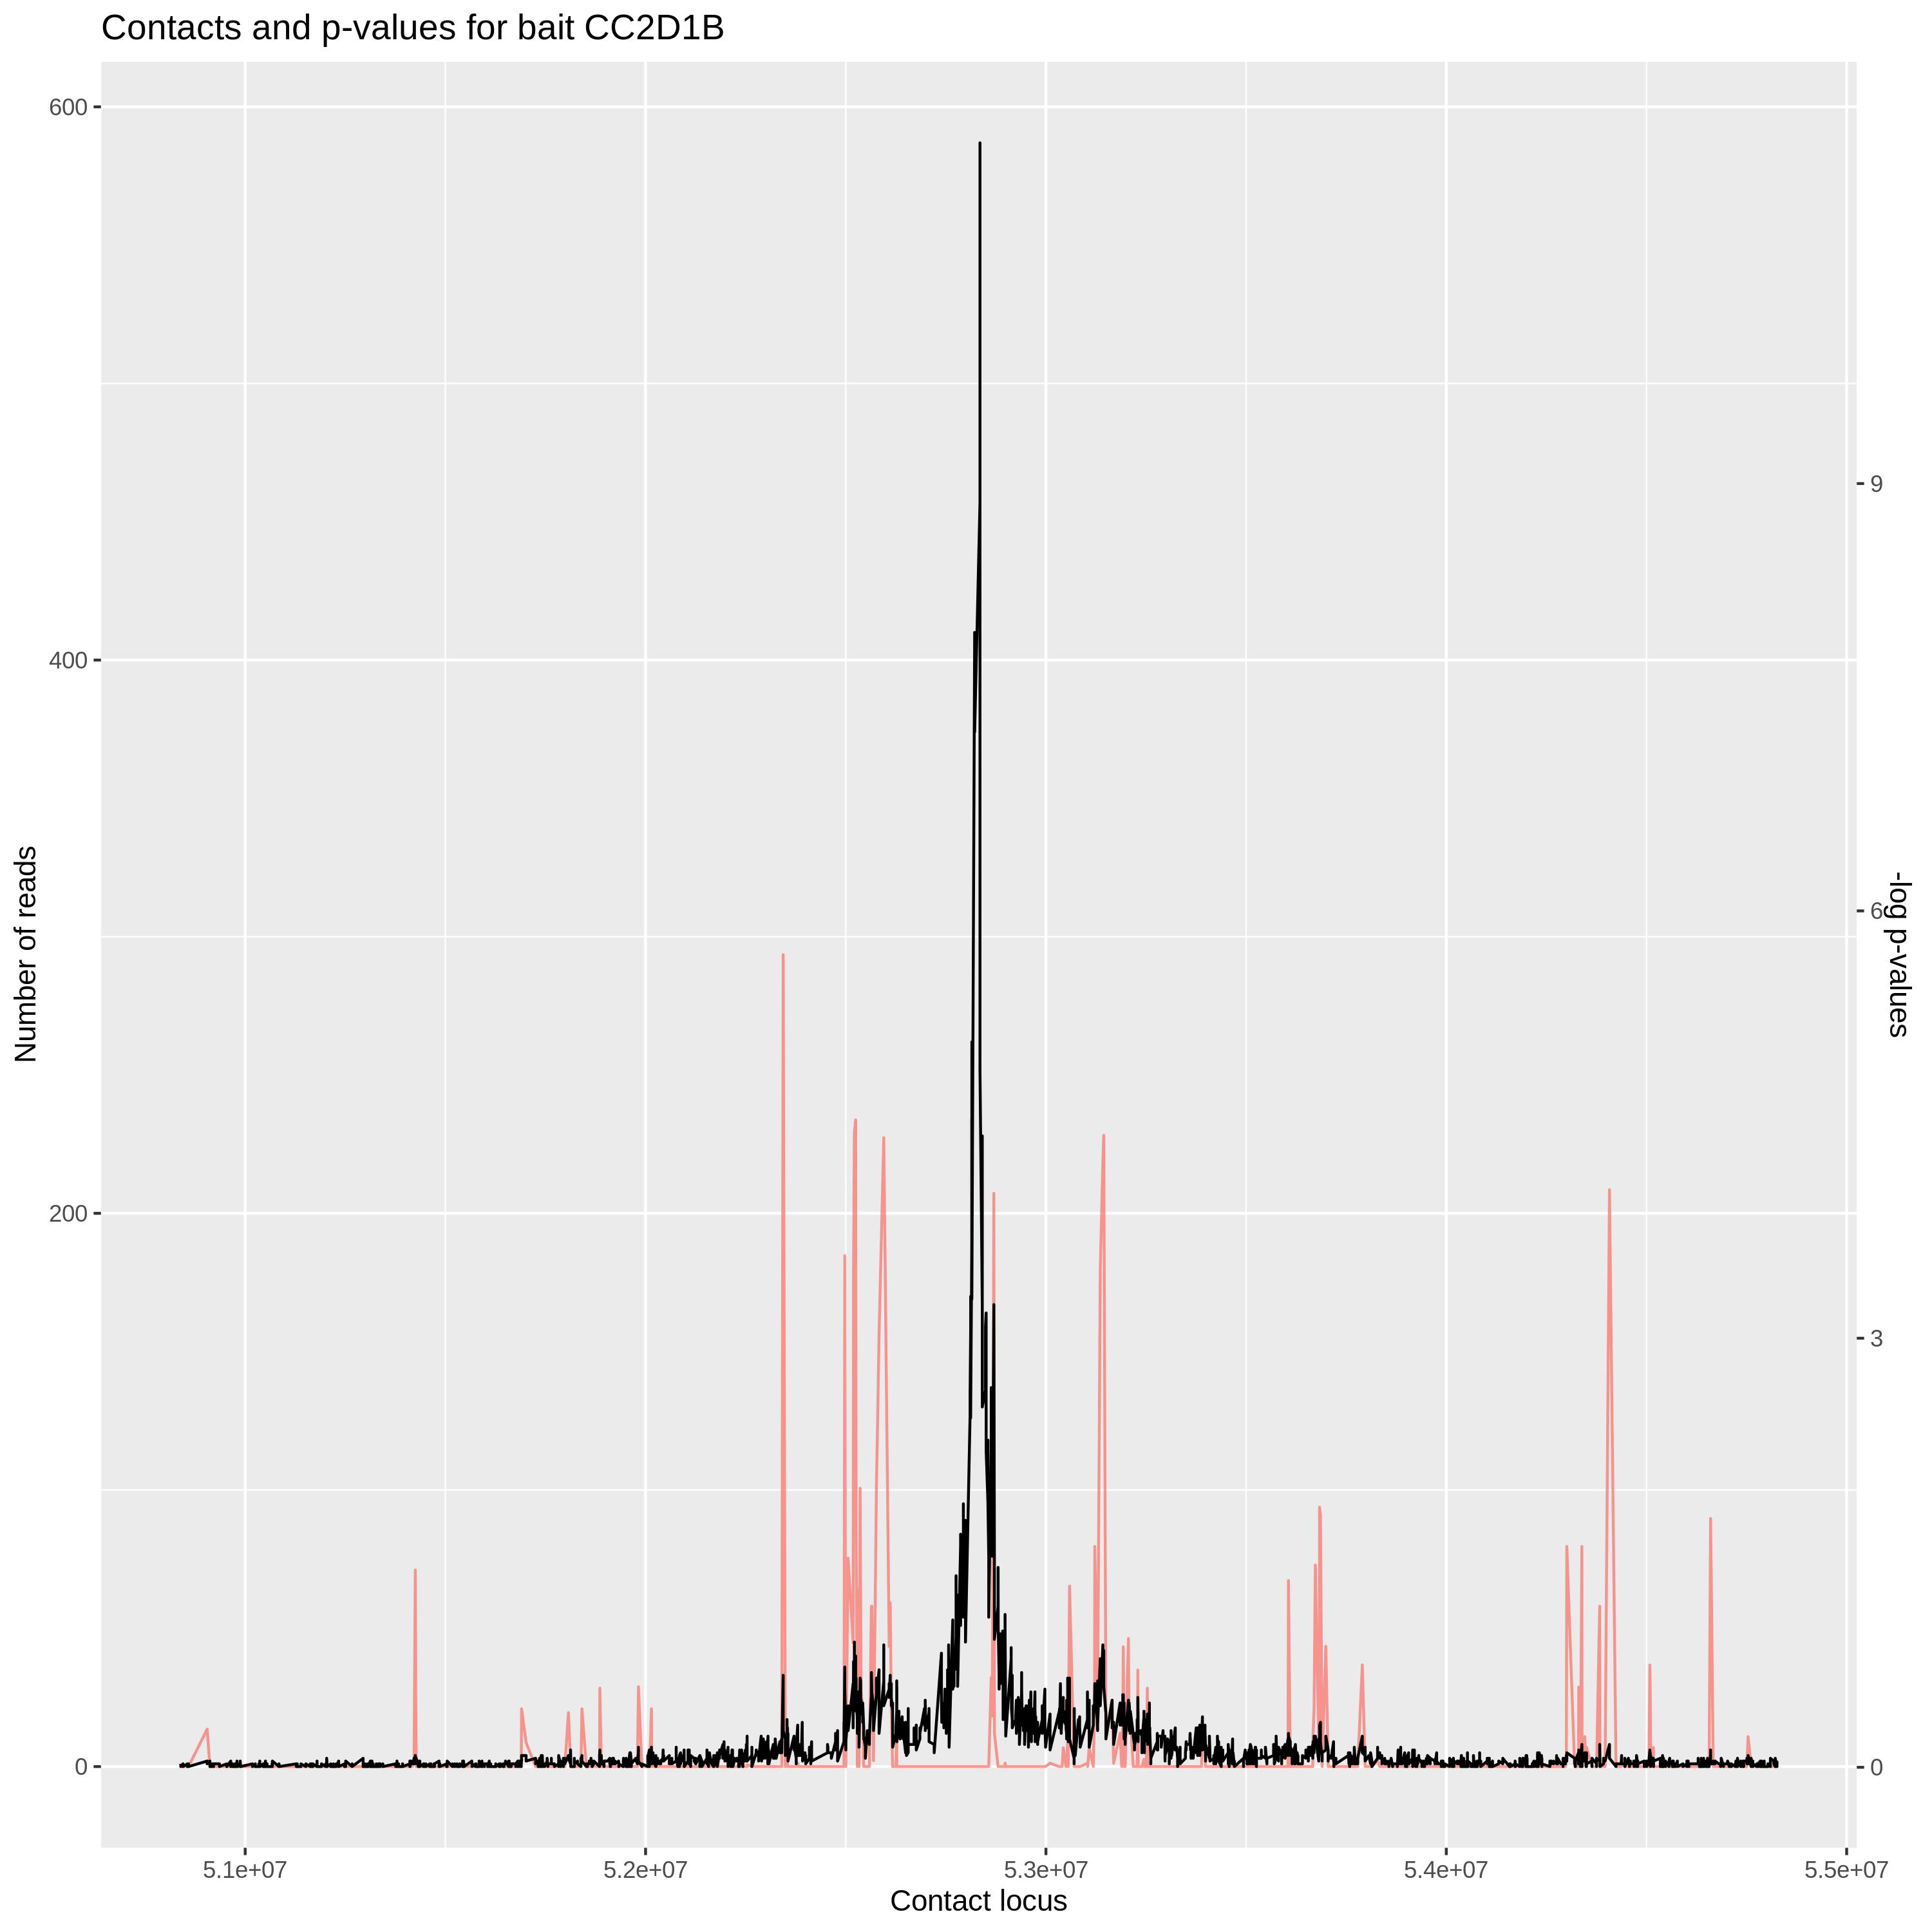 Contacts and p-values for bait CC2D1B
600
400
200
0
Number of reads
9
6
3
0
-log p-values
5.1e+07 5.2e+07 5.3e+07 5.4e+07 5.5e+07
Contact locus